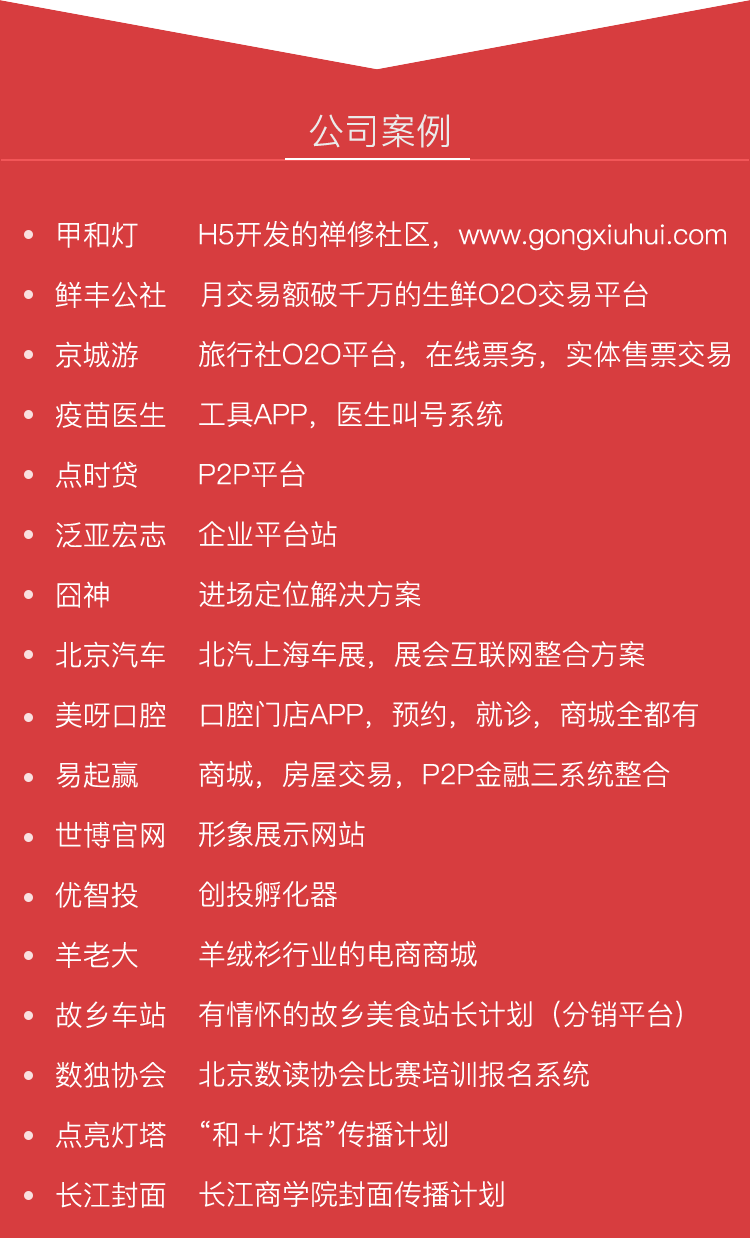 公司案例
甲和灯 H5开发的禅修社区，www.gongxiuhui.com
鲜丰公社 月交易额破千万的生鲜O2O交易平台
京城游 旅行社O2O平台，在线票务，实体售票交易
疫苗医生 工具APP，医生叫号系统
点时贷 P2P平台
泛亚宏志 企业平台站
囧神 进场定位解决方案
北京汽车 北汽上海车展，展会互联网整合方案
美呀口腔 口腔门店APP，预约，就诊，商城全都有
易起赢 商城，房屋交易，P2P金融三系统整合
世博官网 形象展示网站
优智投 创投孵化器
羊老大 羊绒衫行业的电商商城
故乡车站 有情怀的故乡美食站长计划（分销平台）
数独协会 北京数读协会比赛培训报名系统
点亮灯塔 “和＋灯塔”传播计划
长江封面 长江商学院封面传播计划